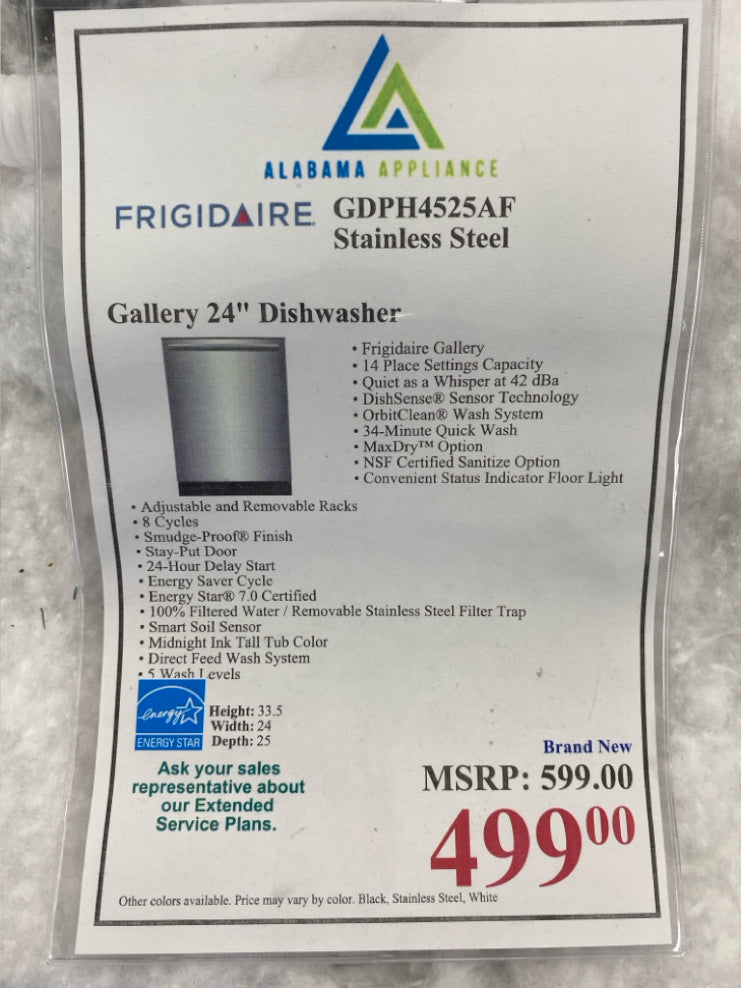 ALABAMA APPLIANCE
FRIGIDAIRE GDPH4525AF
Stainless Steel
Gallery 24" Dishwasher
• Frigidaire Gallery
• 14 Place Settings Capacity
• Quiet as a Whisper at 42 dBa
• DishSense® Sensor Technology
• OrbitClean® Wash System
• 34-Minute Quick Wash
• MaxDry™ Option
• NSF Certified Sanitize Option
• Convenient Status Indicator Floor Light
• Adjustable and Removable Racks
• 8 Cycles
• Smudge-Proof® Finish
• Stay-Put Door
• 24-Hour Delay Start
• Energy Saver Cycle
• Energy Star® 7.0 Certified
• 100% Filtered Water / Removable Stainless Steel Filter Trap
• Smart Soil Sensor
• Midnight Ink Tall Tub Color
• Direct Feed Wash System
• 5 Wash Levels
energy
ENERGY STAR
Height: 33.5
Width: 24
Depth: 25
Ask your sales
representative about
our Extended
Service Plans.
Brand New
MSRP: 599.00
499⁰⁰
Other colors available. Price may vary by color. Black, Stainless Steel, White